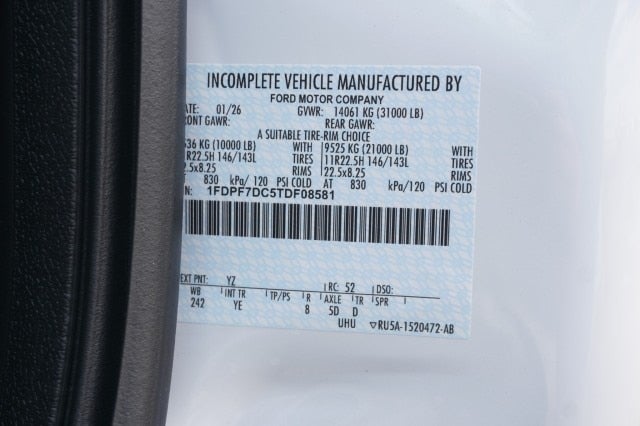 INCOMPLETE VEHICLE MANUFACTURED BY
FORD MOTOR COMPANY
ATE: 01/26 GVWR: 14061 KG (31000 LB)
RONT GAWR: REAR GAWR:
A SUITABLE TIRE-RIM CHOICE
536 KG (10000 LB) WITH 9525 KG (21000 LB) WITH
1R22.5H 146/143L TIRES 11R22.5H 146/143L TIRES
2.5x8.25 RIMS 22.5x8.25 RIMS
830 kPa/120 PSI COLD AT 830 kPa/120 PSI COLD
N: 1FDPF7DC5TDF08581
EXT PNT: YZ RC: 52 DSO:
WB INT TR TP/PS R AXLE TR SPR
242 YE 8 5D D
UHU ▽RU5A-1520472-AB